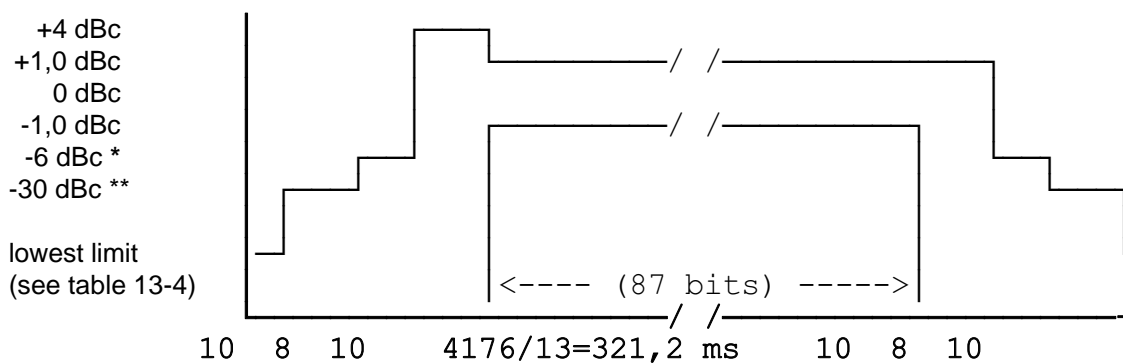 +4 dBc
+1,0 dBc
0 dBc
-1,0 dBc
-6 dBc *
-30 dBc **
lowest limit
(see table 13-4)
<---- (87 bits) ----->
10 8 10 4176/13=321,2 ms 10 8 10